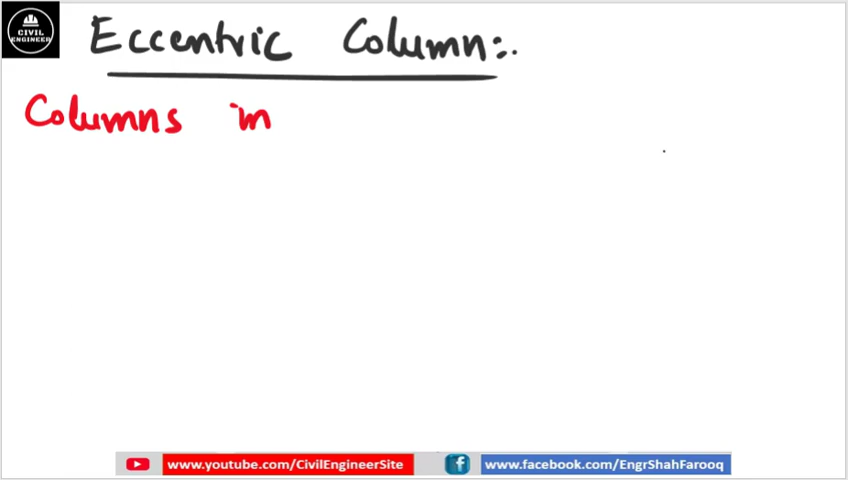 CIVIL
ENGINEER
Eccentric Column:.
Columns in
www.youtube.com/CivilEngineerSite
www.facebook.com/EngrShahFarooq